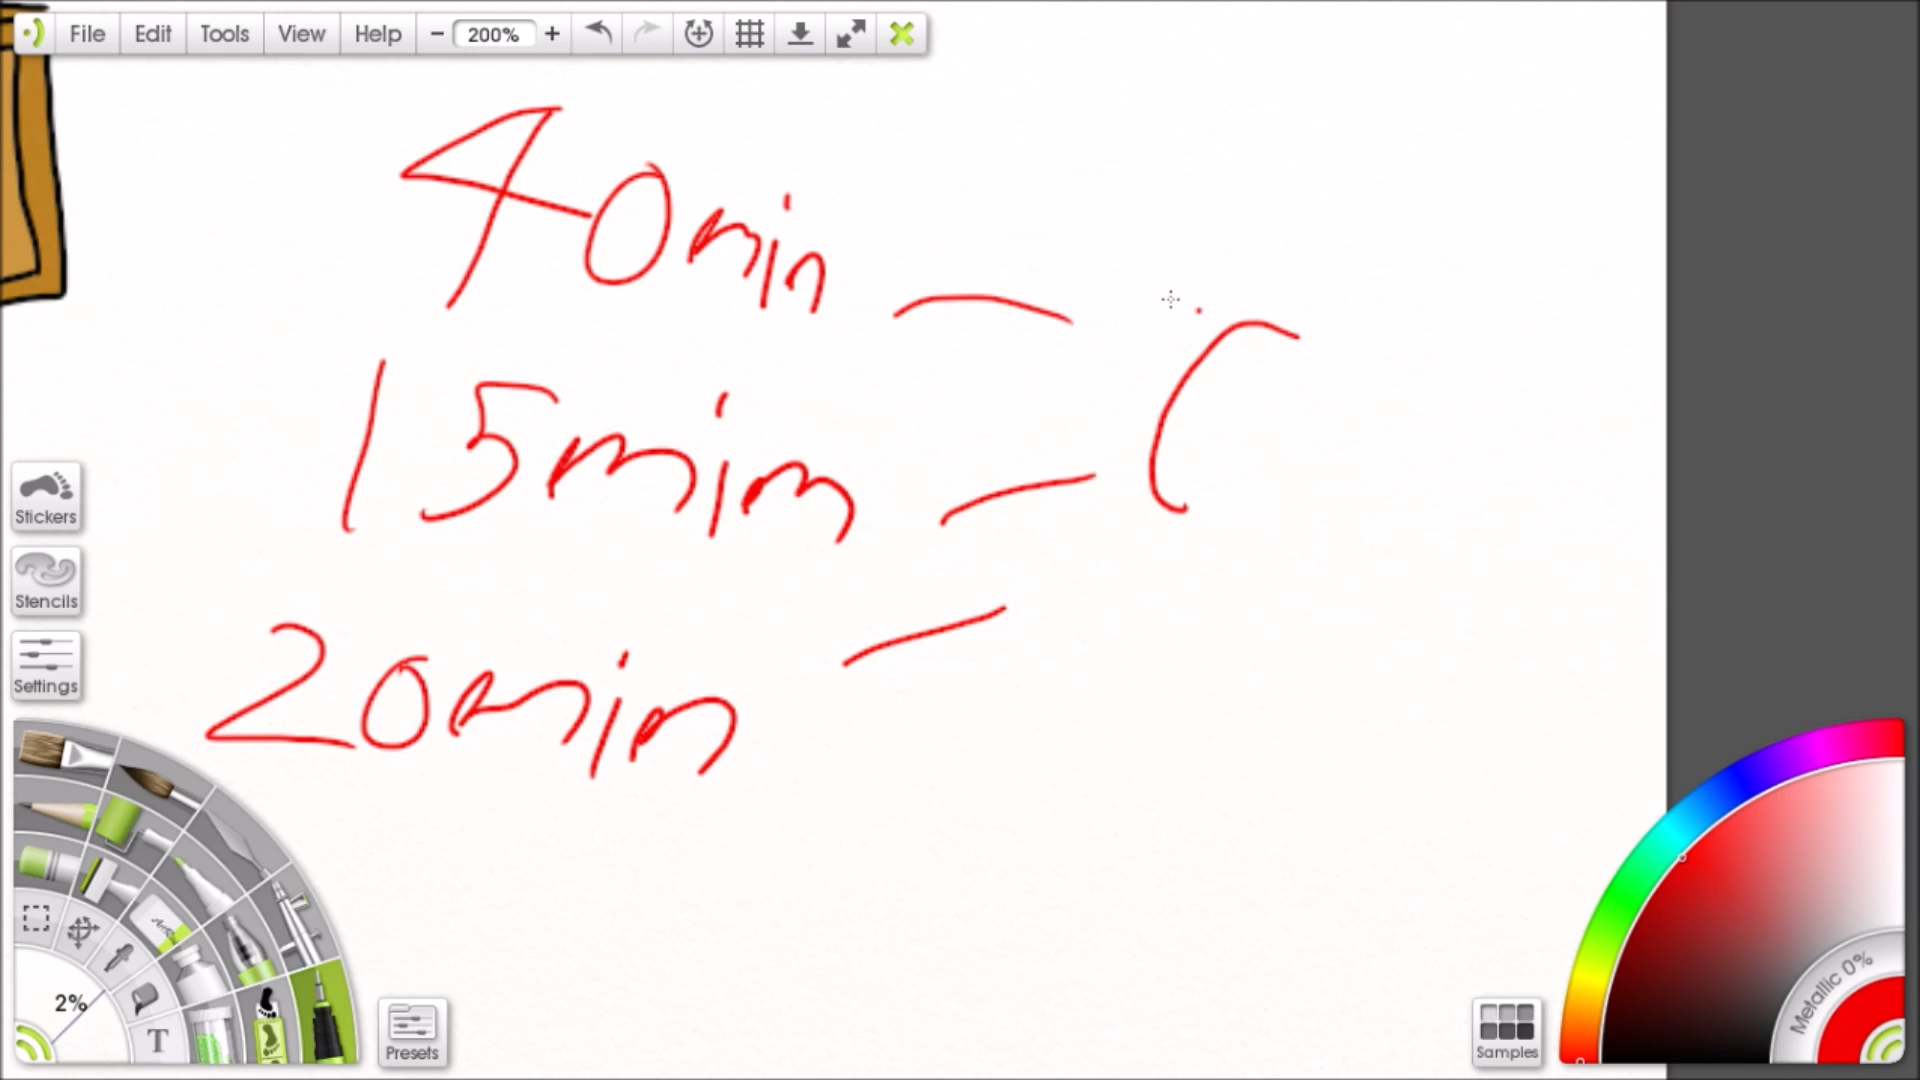 File Edit Tools View Help − 200% +
40min — (
15min —
20min —
Stickers
Stencils
Settings
2%
T
Presets
Samples
Metallic 0%